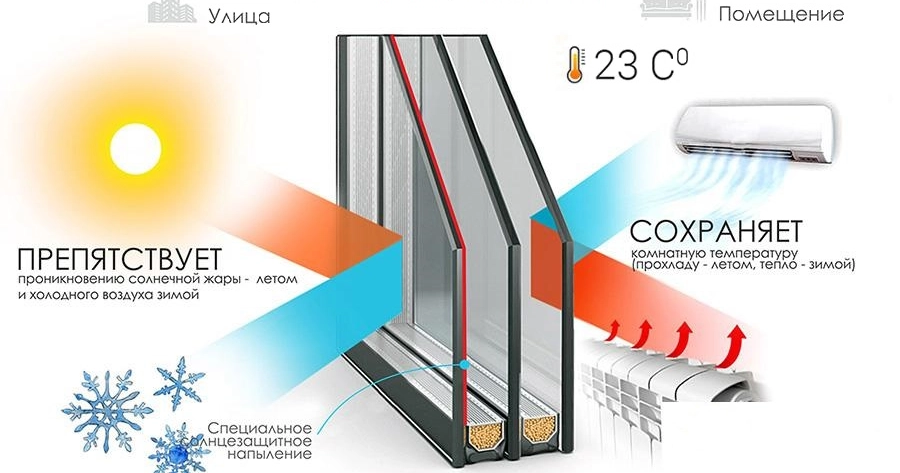 Улица
Помещение
23 C⁰
ПРЕПЯТСТВУЕТ
проникновению солнечной жары - летом
и холодного воздуха зимой
СОХРАНЯЕТ
комнатную температуру
(прохладу - летом, тепло - зимой)
Специальное
солнцезащитное
напыление